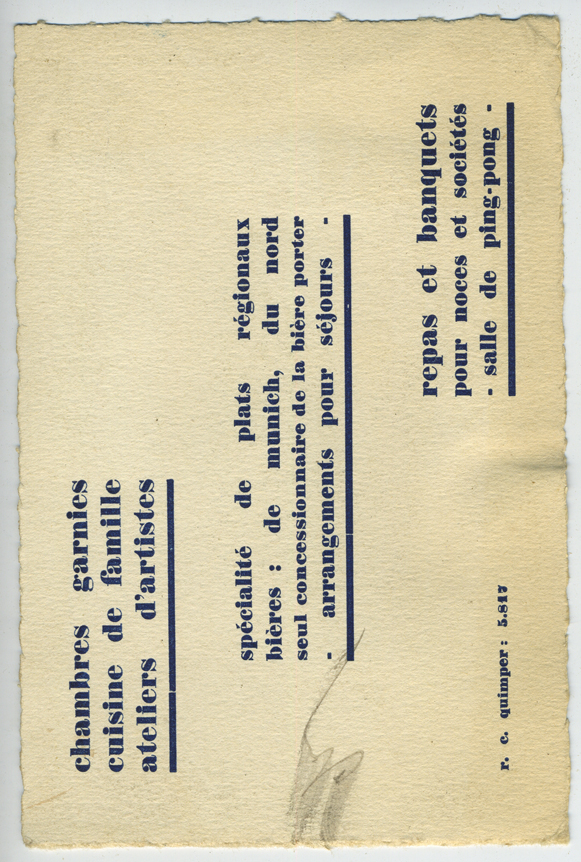 chambres garnies
cuisine de famille
ateliers d'artistes
spécialité de plats régionaux
bières : de munich, du nord
seul concessionnaire de la bière porter
- arrangements pour séjours -
repas et banquets
pour noces et sociétés
- salle de ping-pong -
r. c. quimper : 5.817